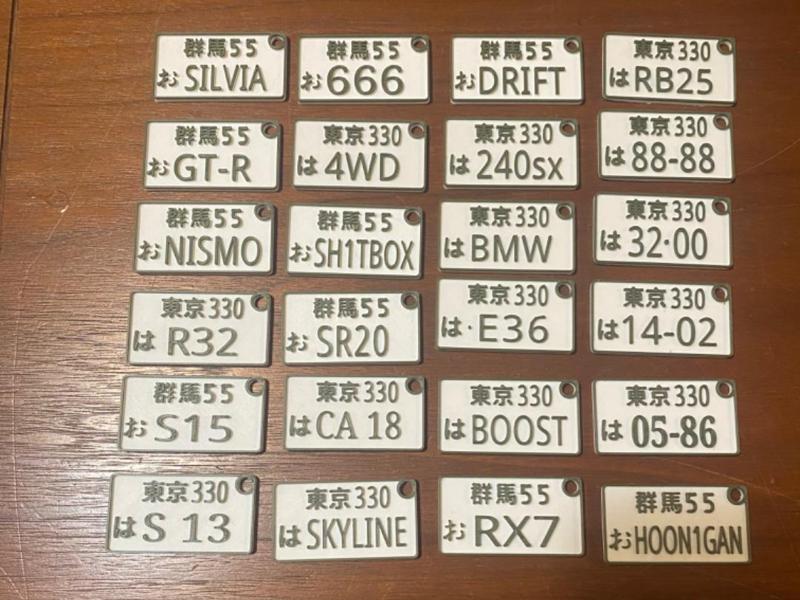 群馬55
お SILVIA
群馬55
お 666
群馬55
お DRIFT
東京330
は RB25
群馬55
お GT-R
東京330
は 4WD
東京330
は 240sx
東京330
は 88-88
群馬55
お NISMO
群馬55
お SH1TBOX
東京330
は BMW
東京330
は 32·00
東京330
は R32
群馬55
お SR20
東京330
は·E36
東京330
は 14-02
群馬55
お S15
東京330
は CA 18
東京330
は BOOST
東京330
は 05-86
東京330
は S 13
東京330
は SKYLINE
群馬55
お RX7
群馬55
お HOON1GAN